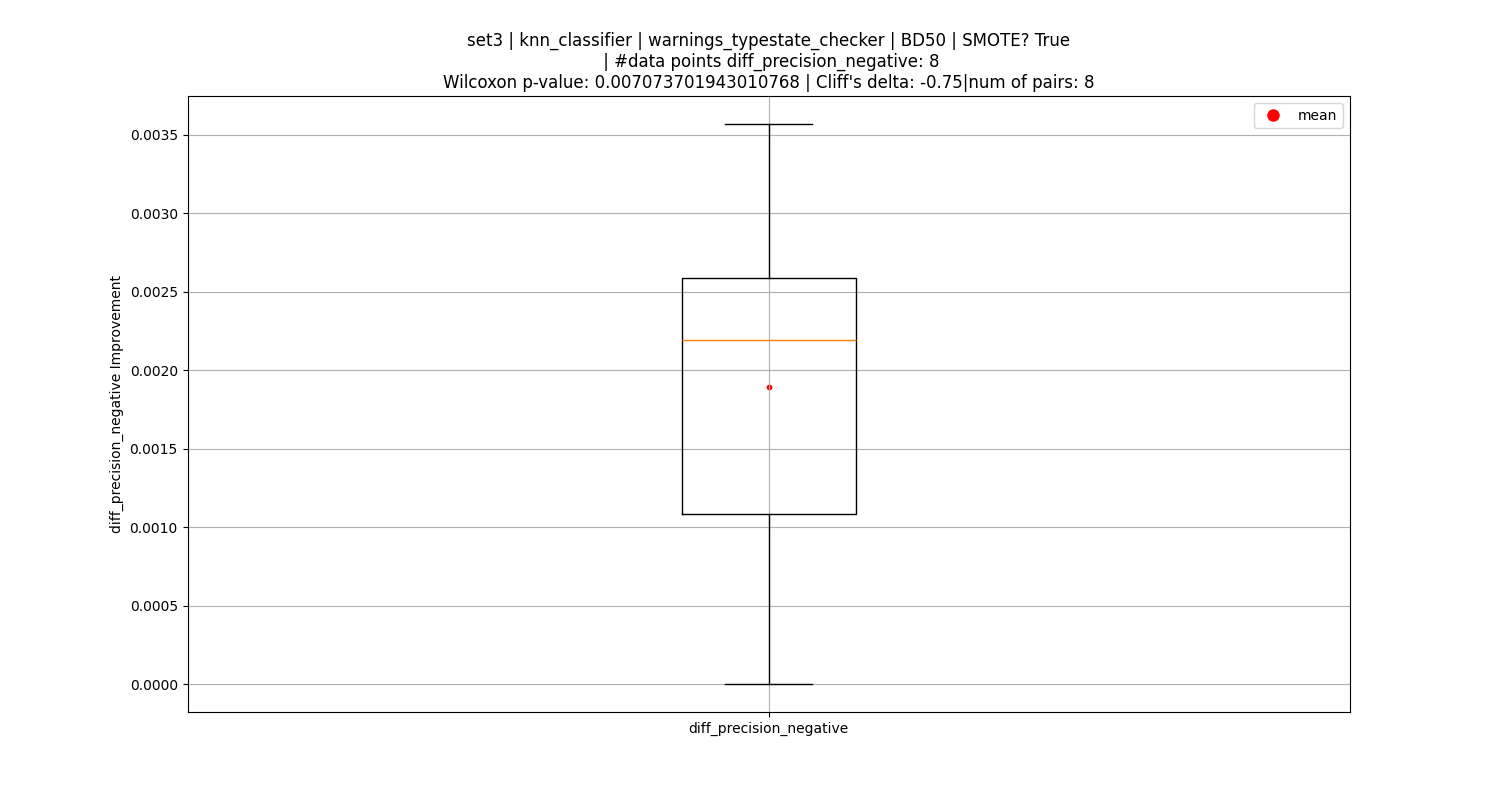 set3 | knn_classifier | warnings_typestate_checker | BD50 | SMOTE? True
| #data points diff_precision_negative: 8
Wilcoxon p-value: 0.007073701943010768 | Cliff's delta: -0.75|num of pairs: 8
mean
diff_precision_negative Improvement
0.0035
0.0030
0.0025
0.0020
0.0015
0.0010
0.0005
0.0000
diff_precision_negative